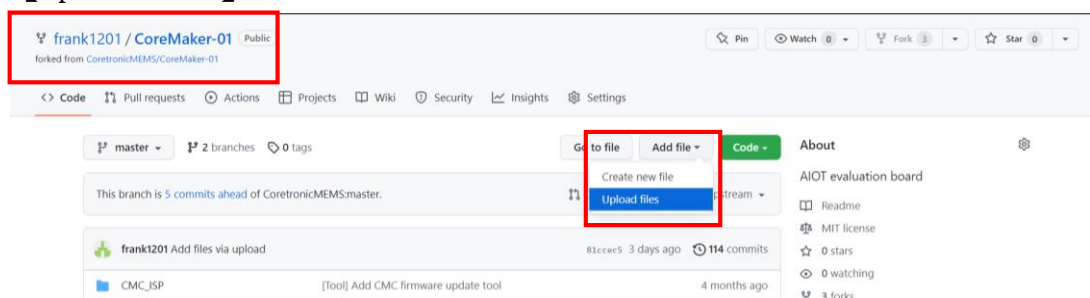 frank1201 / CoreMaker-01 Public
forked from CoretronicMEMS/CoreMaker-01
Pin
Watch 0
Fork 3
Star 0
<> Code
Pull requests
Actions
Projects
Wiki
Security
Insights
Settings
master
2 branches
0 tags
Go to file
Add file
Code
Create new file
Upload files
This branch is 5 commits ahead of CoretronicMEMS:master.
frank1201 Add files via upload
81ccec5 3 days ago
114 commits
CMC_ISP
[Tool] Add CMC firmware update tool
4 months ago
About
AIOT evaluation board
Readme
MIT license
0 stars
0 watching
3 forks